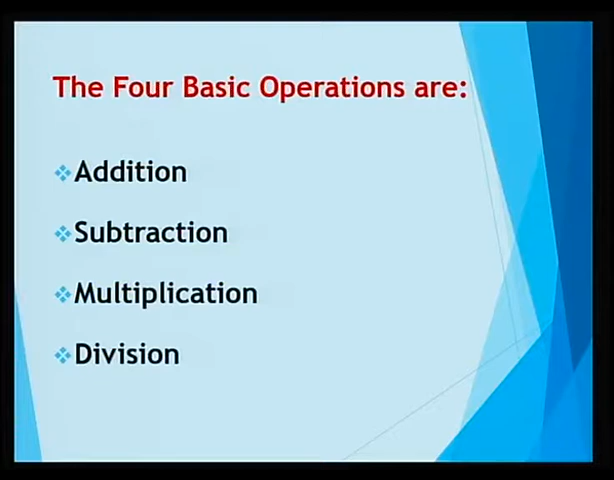 The Four Basic Operations are:
Addition
Subtraction
Multiplication
Division